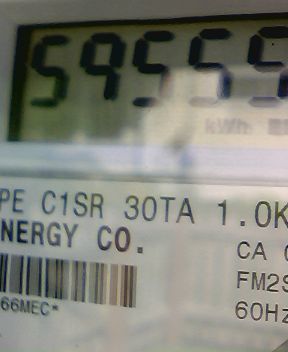 59555
kWh
PE C1SR 30TA 1.0K
NERGY CO.
CA
FM2S
66MEC*
60Hz